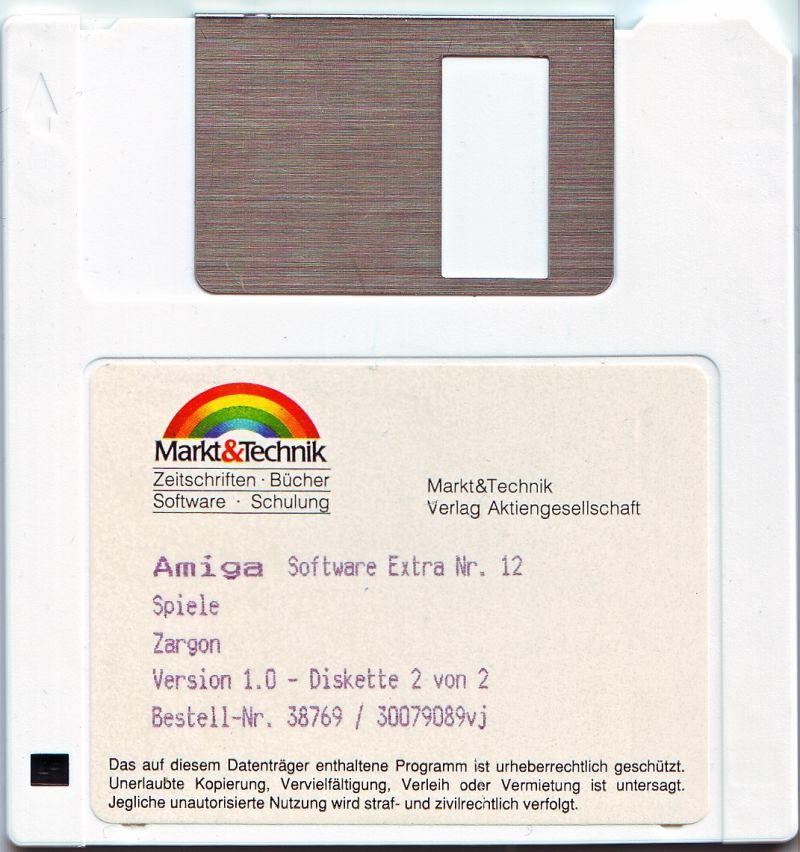 Markt&Technik
Zeitschriften · Bücher
Software · Schulung
Markt&Technik
Verlag Aktiengesellschaft
Amiga Software Extra Nr. 12
Spiele
Zargon
Version 1.0 - Diskette 2 von 2
Bestell-Nr. 38769 / 30079089vj
Das auf diesem Datenträger enthaltene Programm ist urheberrechtlich geschützt.
Unerlaubte Kopierung, Vervielfältigung, Verleih oder Vermietung ist untersagt.
Jegliche unautorisierte Nutzung wird straf- und zivilrechtlich verfolgt.